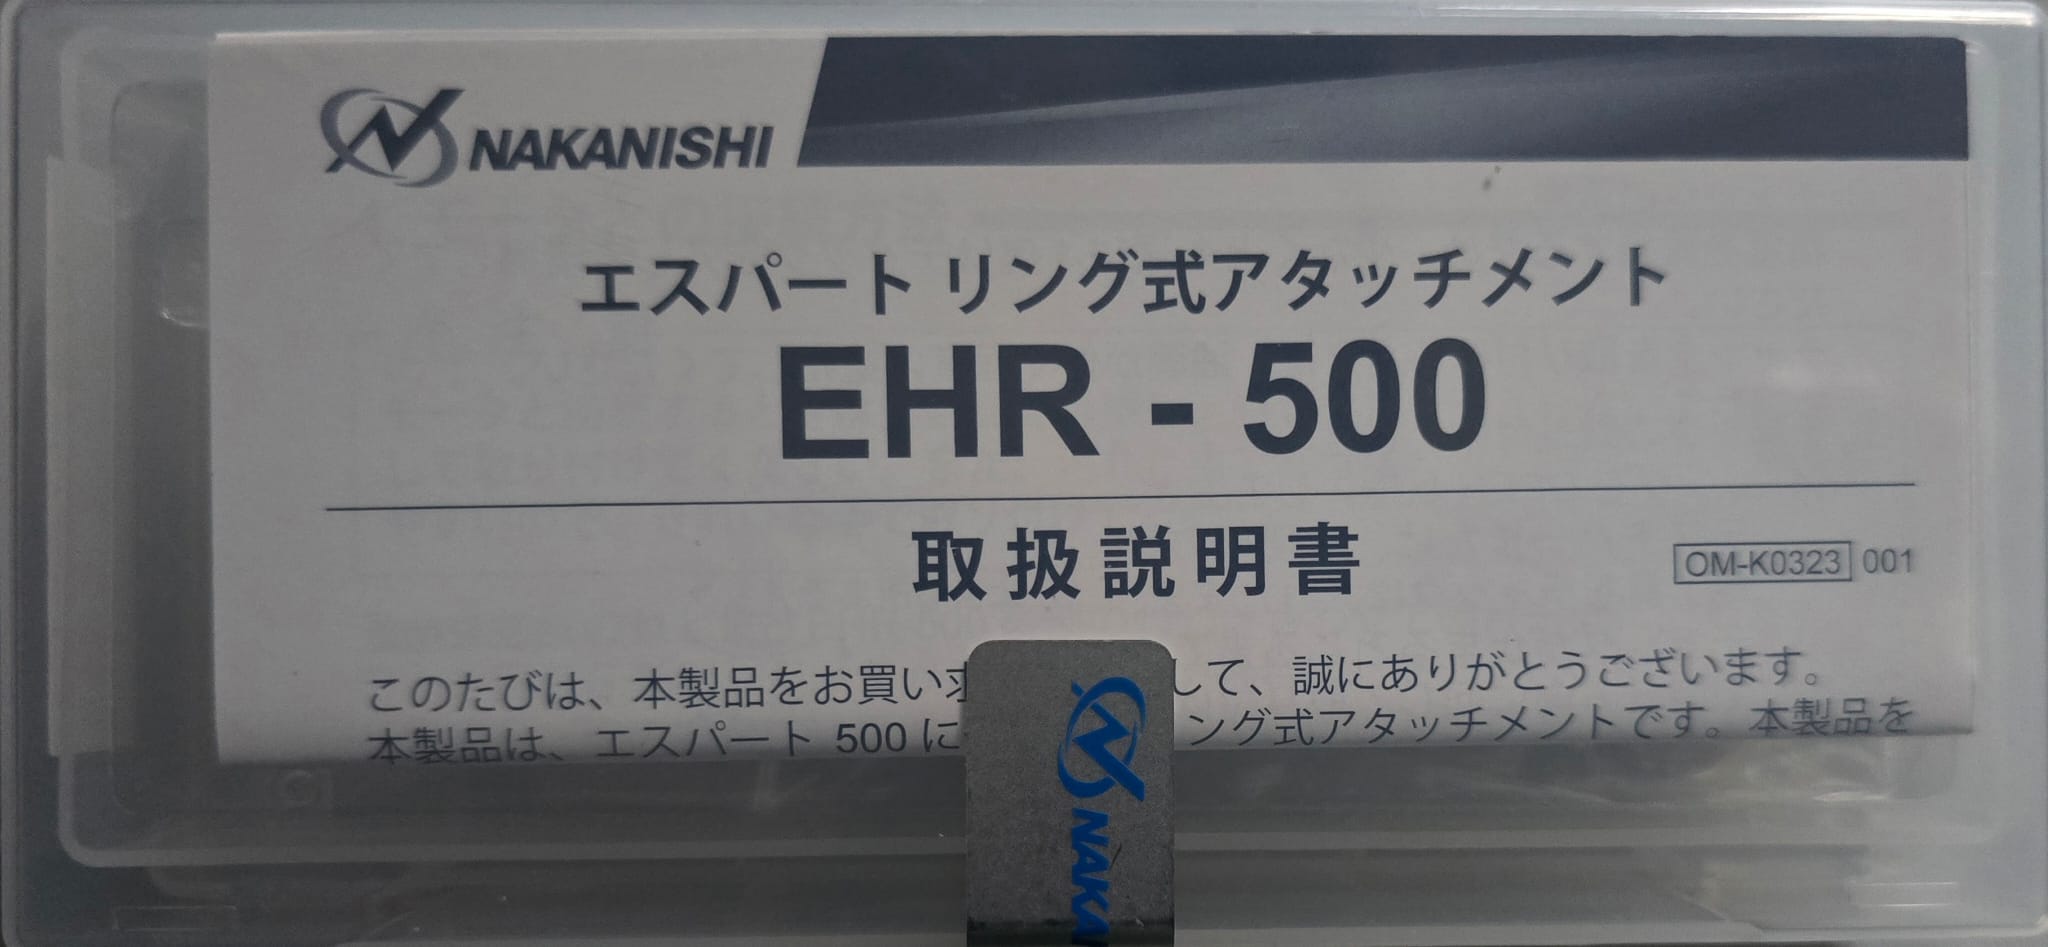 NAKANISHI
エスパート リング式アタッチメント
EHR - 500
取扱説明書
OM-K0323 001
このたびは、本製品をお買い して、誠にありがとうございます。
本製品は、エスパート 500 に ング式アタッチメントです。本製品を
NAKA